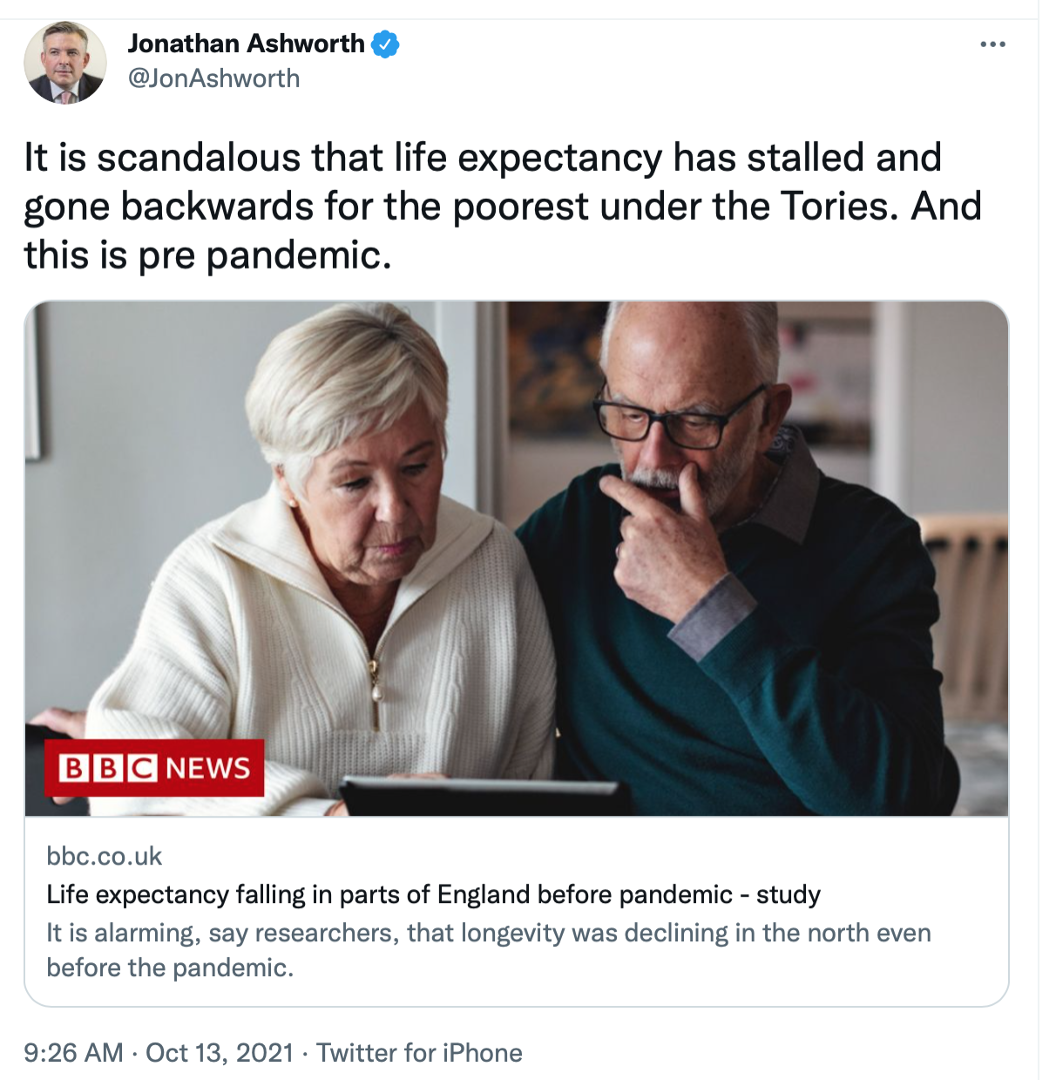 Jonathan Ashworth
@JonAshworth
It is scandalous that life expectancy has stalled and
gone backwards for the poorest under the Tories. And
this is pre pandemic.
BBC NEWS
bbc.co.uk
Life expectancy falling in parts of England before pandemic - study
It is alarming, say researchers, that longevity was declining in the north even
before the pandemic.
9:26 AM · Oct 13, 2021 · Twitter for iPhone